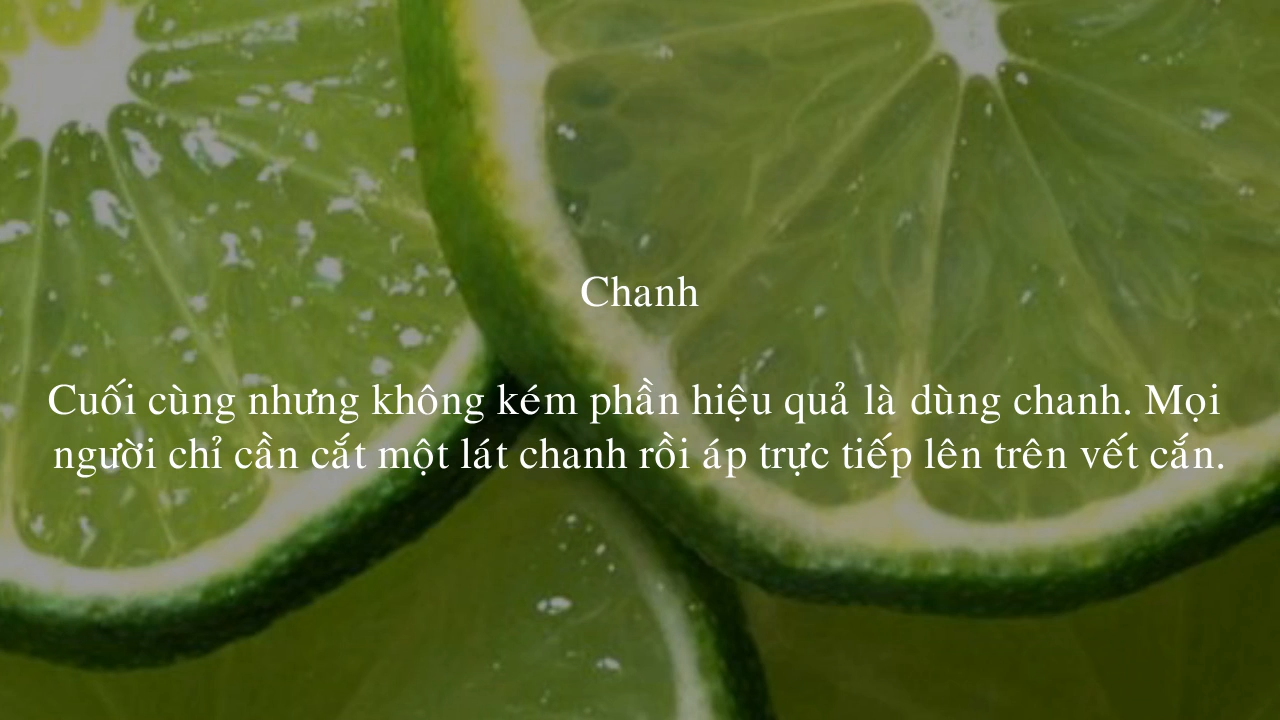 Chanh
Cuối cùng nhưng không kém phần hiệu quả là dùng chanh. Mọi
người chỉ cần cắt một lát chanh rồi áp trực tiếp lên trên vết cắn.